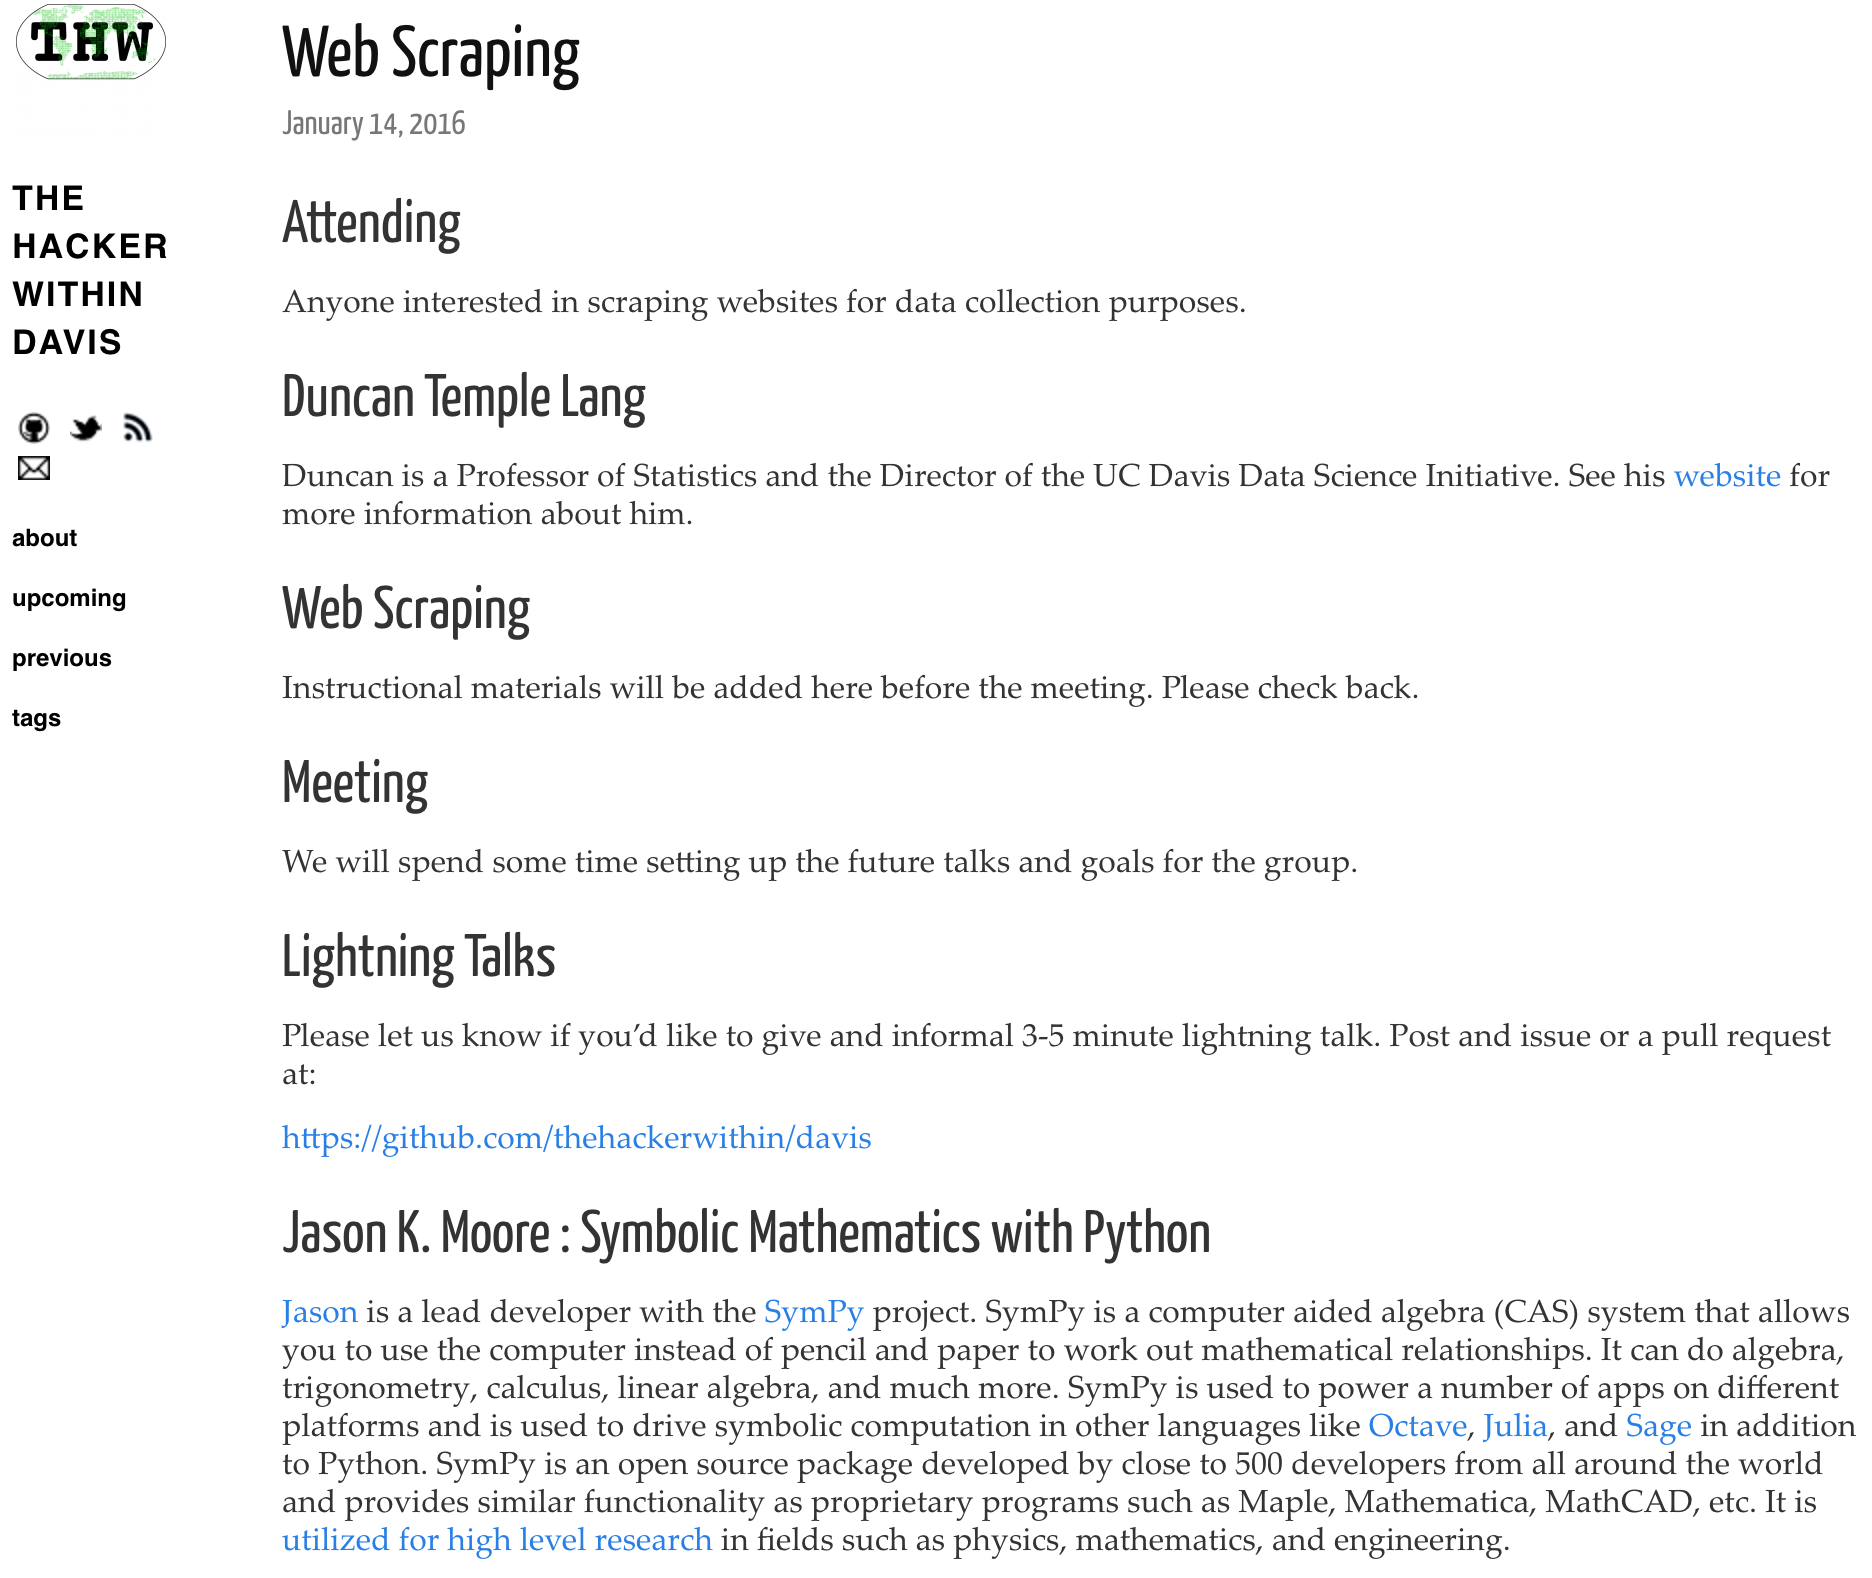 THW
THE
HACKER
WITHIN
DAVIS
about
upcoming
previous
tags
Web Scraping
January 14, 2016
Attending
Anyone interested in scraping websites for data collection purposes.
Duncan Temple Lang
Duncan is a Professor of Statistics and the Director of the UC Davis Data Science Initiative. See his website for
more information about him.
Web Scraping
Instructional materials will be added here before the meeting. Please check back.
Meeting
We will spend some time setting up the future talks and goals for the group.
Lightning Talks
Please let us know if you’d like to give and informal 3-5 minute lightning talk. Post and issue or a pull request
at:
https://github.com/thehackerwithin/davis
Jason K. Moore : Symbolic Mathematics with Python
Jason is a lead developer with the SymPy project. SymPy is a computer aided algebra (CAS) system that allows
you to use the computer instead of pencil and paper to work out mathematical relationships. It can do algebra,
trigonometry, calculus, linear algebra, and much more. SymPy is used to power a number of apps on different
platforms and is used to drive symbolic computation in other languages like Octave, Julia, and Sage in addition
to Python. SymPy is an open source package developed by close to 500 developers from all around the world
and provides similar functionality as proprietary programs such as Maple, Mathematica, MathCAD, etc. It is
utilized for high level research in fields such as physics, mathematics, and engineering.